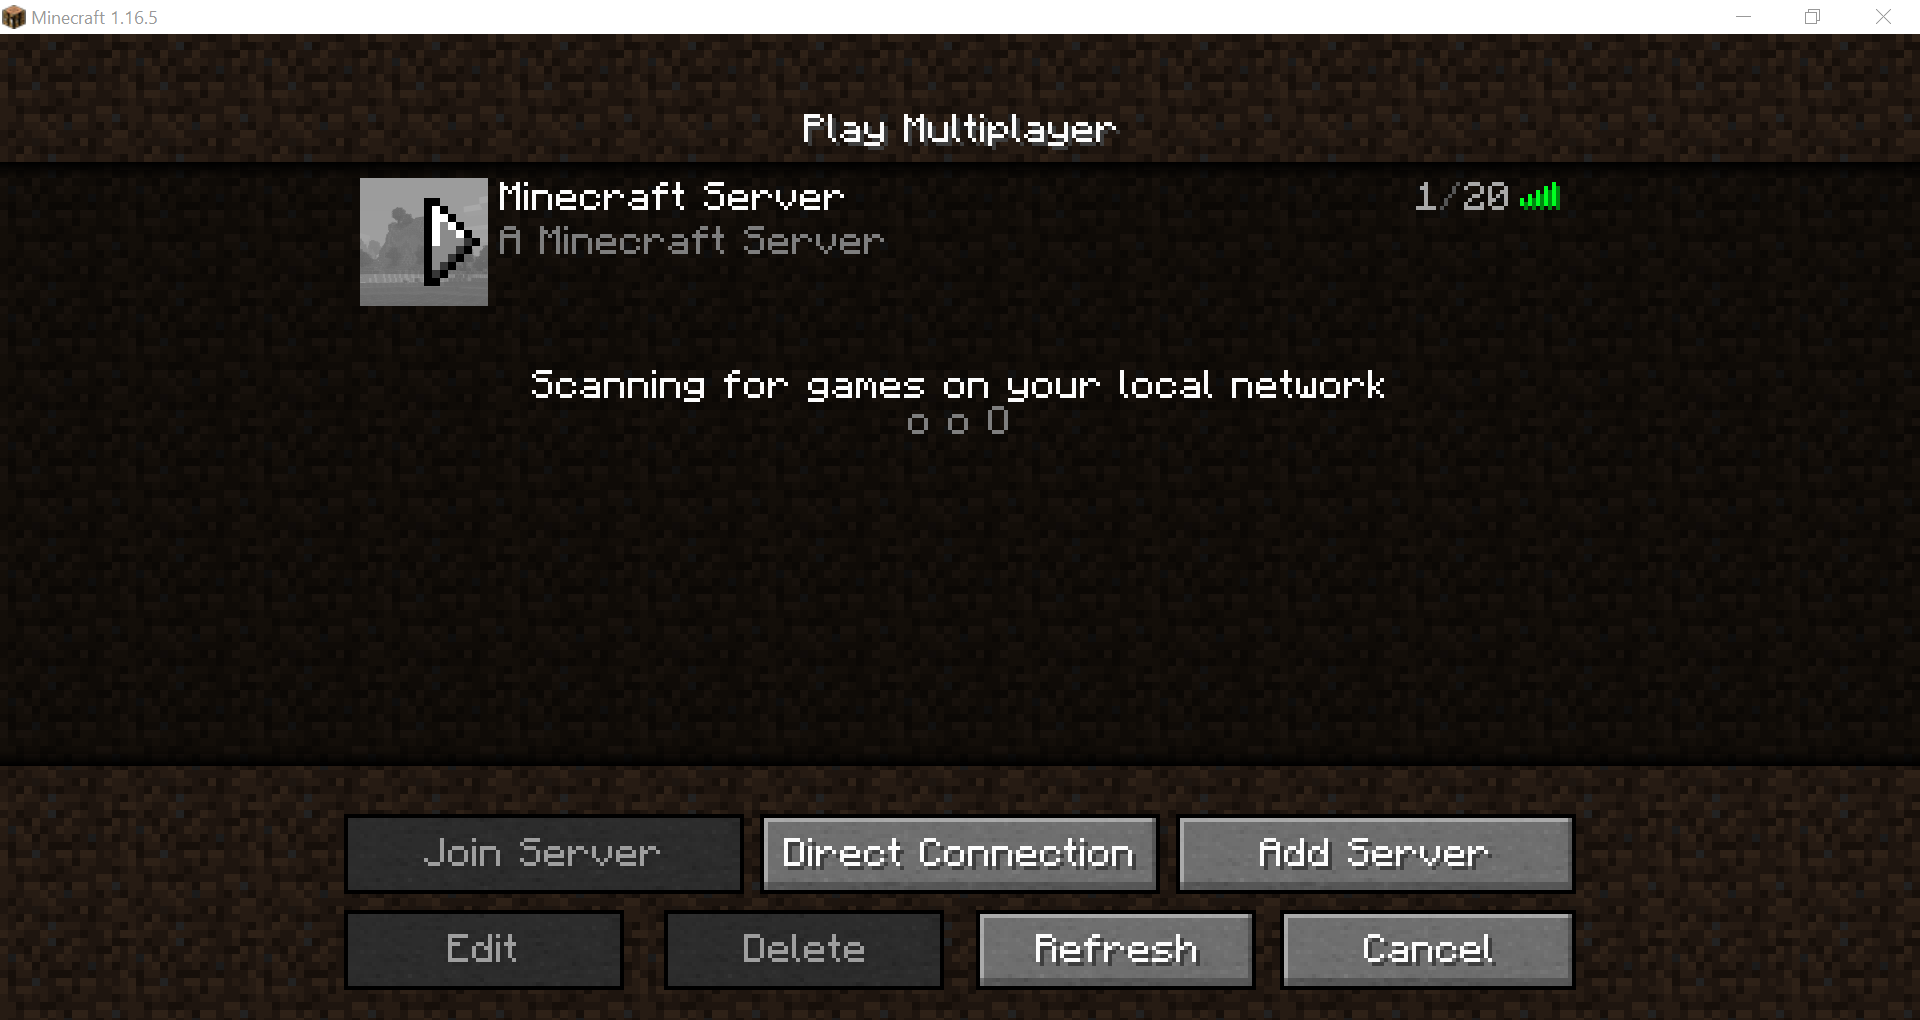 Minecraft 1.16.5
Play Multiplayer
Minecraft Server 1/20
A Minecraft Server
Scanning for games on your local network
o o O
Join Server Direct Connection Add Server
Edit Delete Refresh Cancel